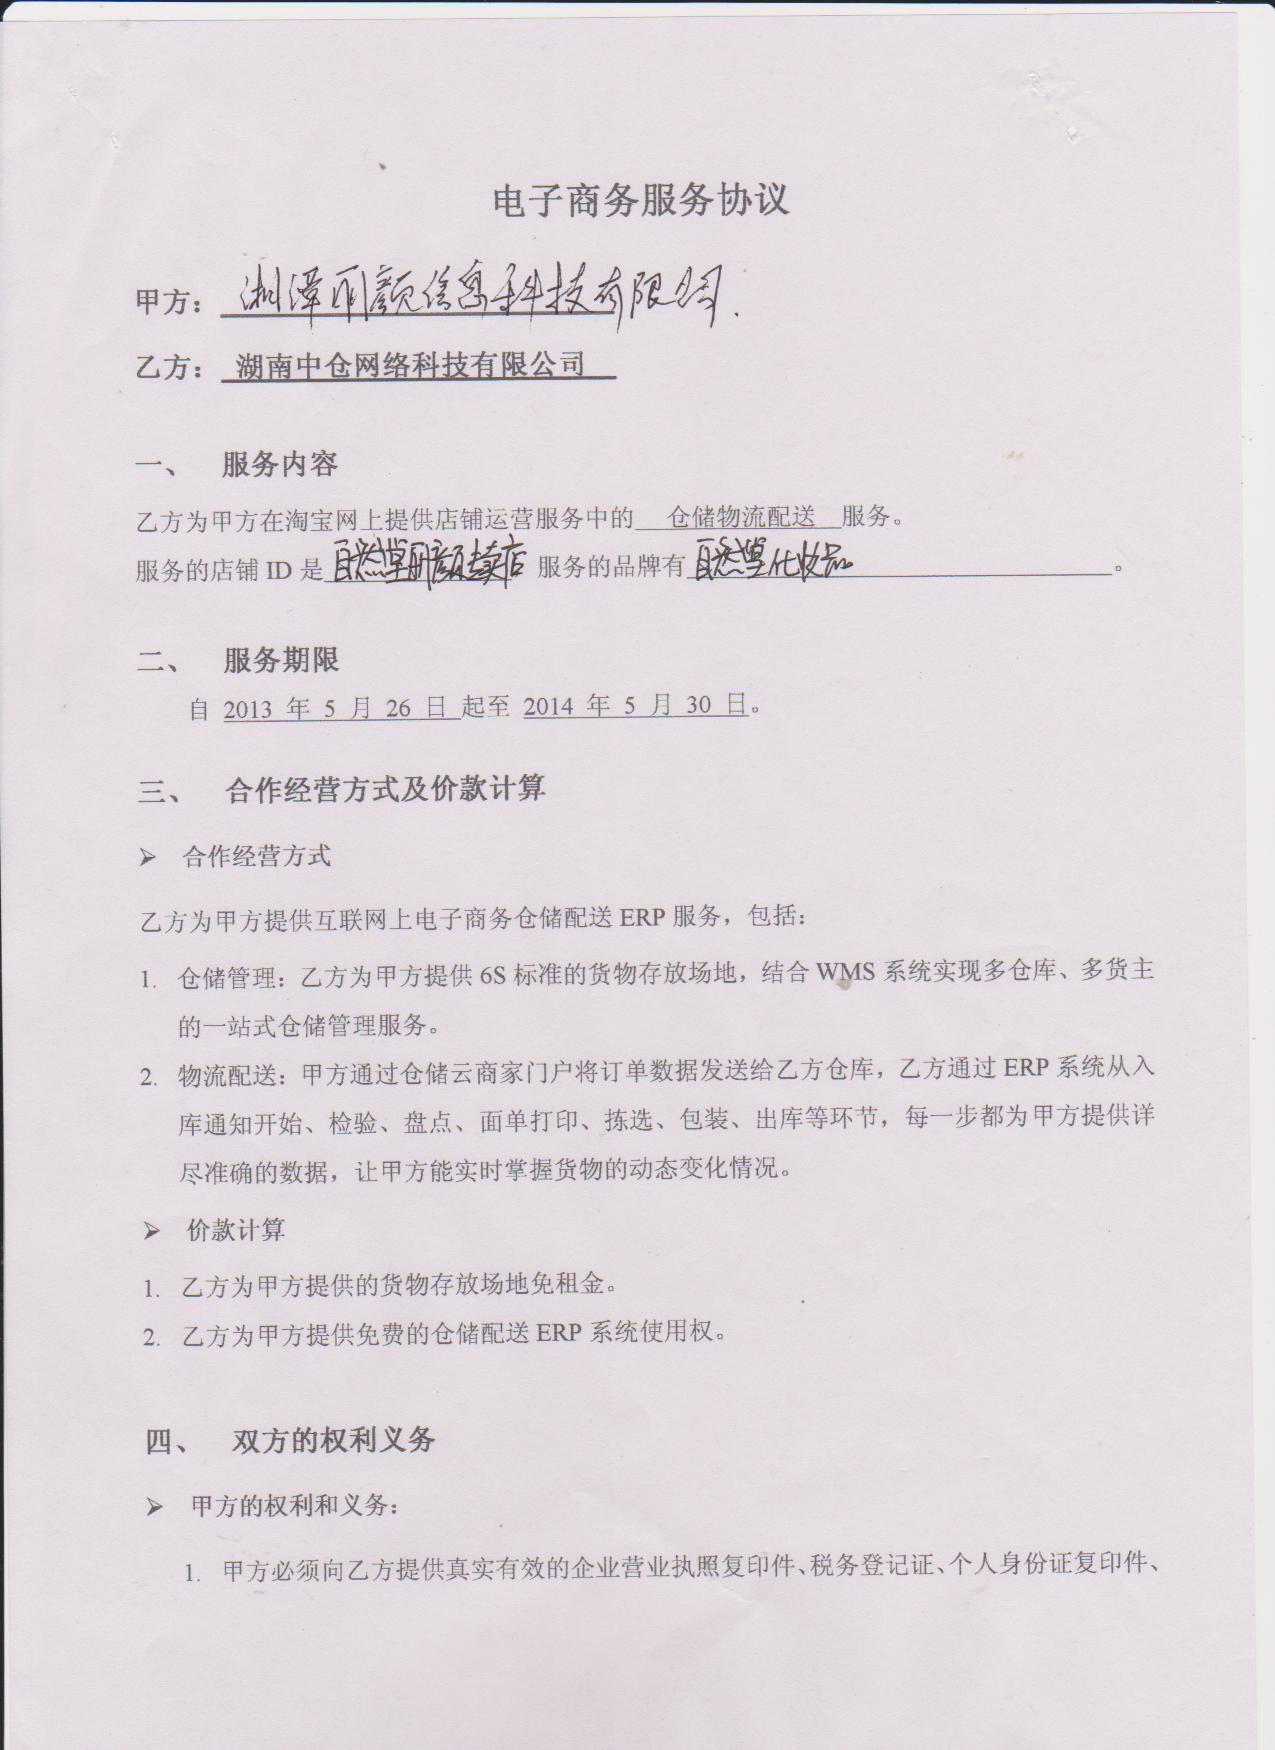 电子商务服务协议
甲方：湘潭 颜信息科技有限公司.
乙方：湖南中仓网络科技有限公司
一、 服务内容
乙方为甲方在淘宝网上提供店铺运营服务中的 仓储物流配送 服务。
服务的店铺 ID 是自然堂 颜专卖店 服务的品牌有自然堂化妆品。
二、 服务期限
自 2013 年 5 月 26 日 起至 2014 年 5 月 30 日。
三、 合作经营方式及价款计算
➢ 合作经营方式
乙方为甲方提供互联网上电子商务仓储配送 ERP 服务，包括：
1. 仓储管理：乙方为甲方提供 6S 标准的货物存放场地，结合 WMS 系统实现多仓库、多货主
的一站式仓储管理服务。
2. 物流配送：甲方通过仓储云商家门户将订单数据发送给乙方仓库，乙方通过 ERP 系统从入
库通知开始、检验、盘点、面单打印、拣选、包装、出库等环节，每一步都为甲方提供详
尽准确的数据，让甲方能实时掌握货物的动态变化情况。
➢ 价款计算
1. 乙方为甲方提供的货物存放场地免租金。
2. 乙方为甲方提供免费的仓储配送 ERP 系统使用权。
四、 双方的权利义务
➢ 甲方的权利和义务：
1. 甲方必须向乙方提供真实有效的企业营业执照复印件、税务登记证、个人身份证复印件、